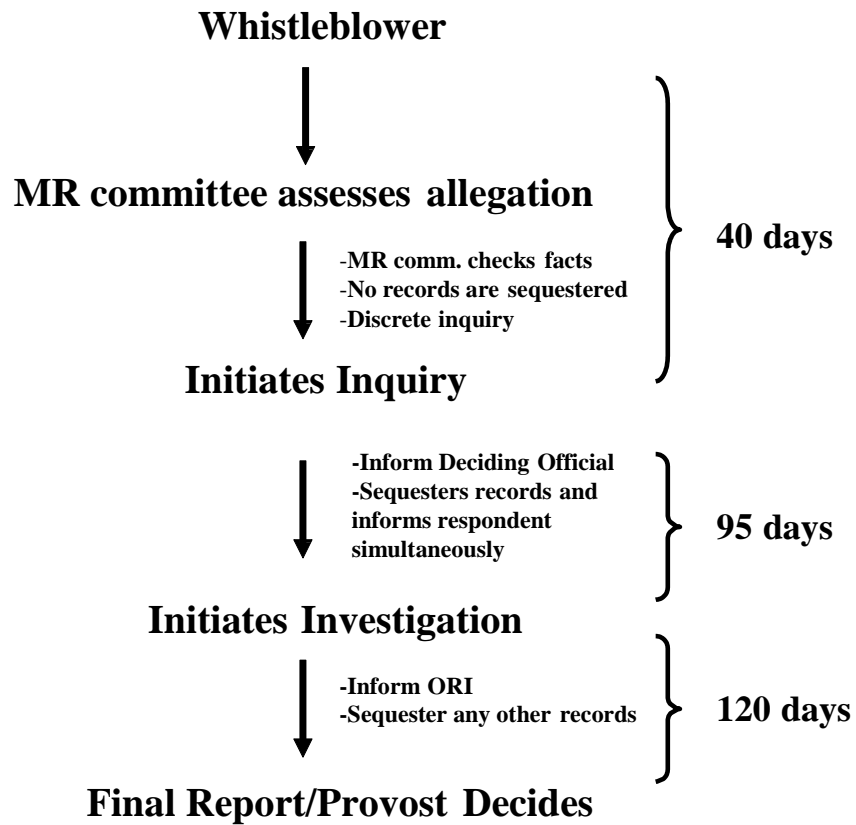 Whistleblower
MR committee assesses allegation
-MR comm. checks facts
-No records are sequestered
-Discrete inquiry
40 days
Initiates Inquiry
-Inform Deciding Official
-Sequesters records and
informs respondent
simultaneously
95 days
Initiates Investigation
-Inform ORI
-Sequester any other records
120 days
Final Report/Provost Decides